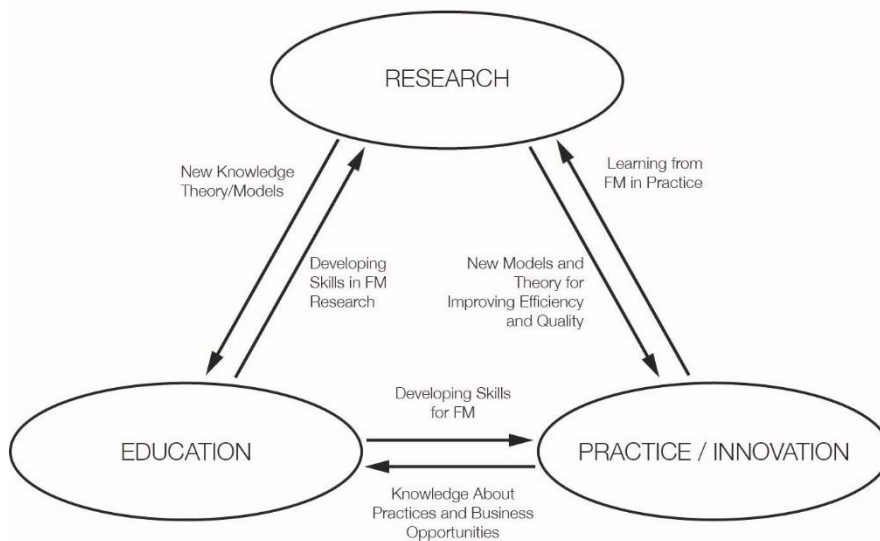 RESEARCH
New Knowledge
Theory/Models
Learning from
FM in Practice
Developing
Skills in FM
Research
New Models and
Theory for
Improving Efficiency
and Quality
Developing Skills
for FM
EDUCATION
PRACTICE / INNOVATION
Knowledge About
Practices and Business
Opportunities